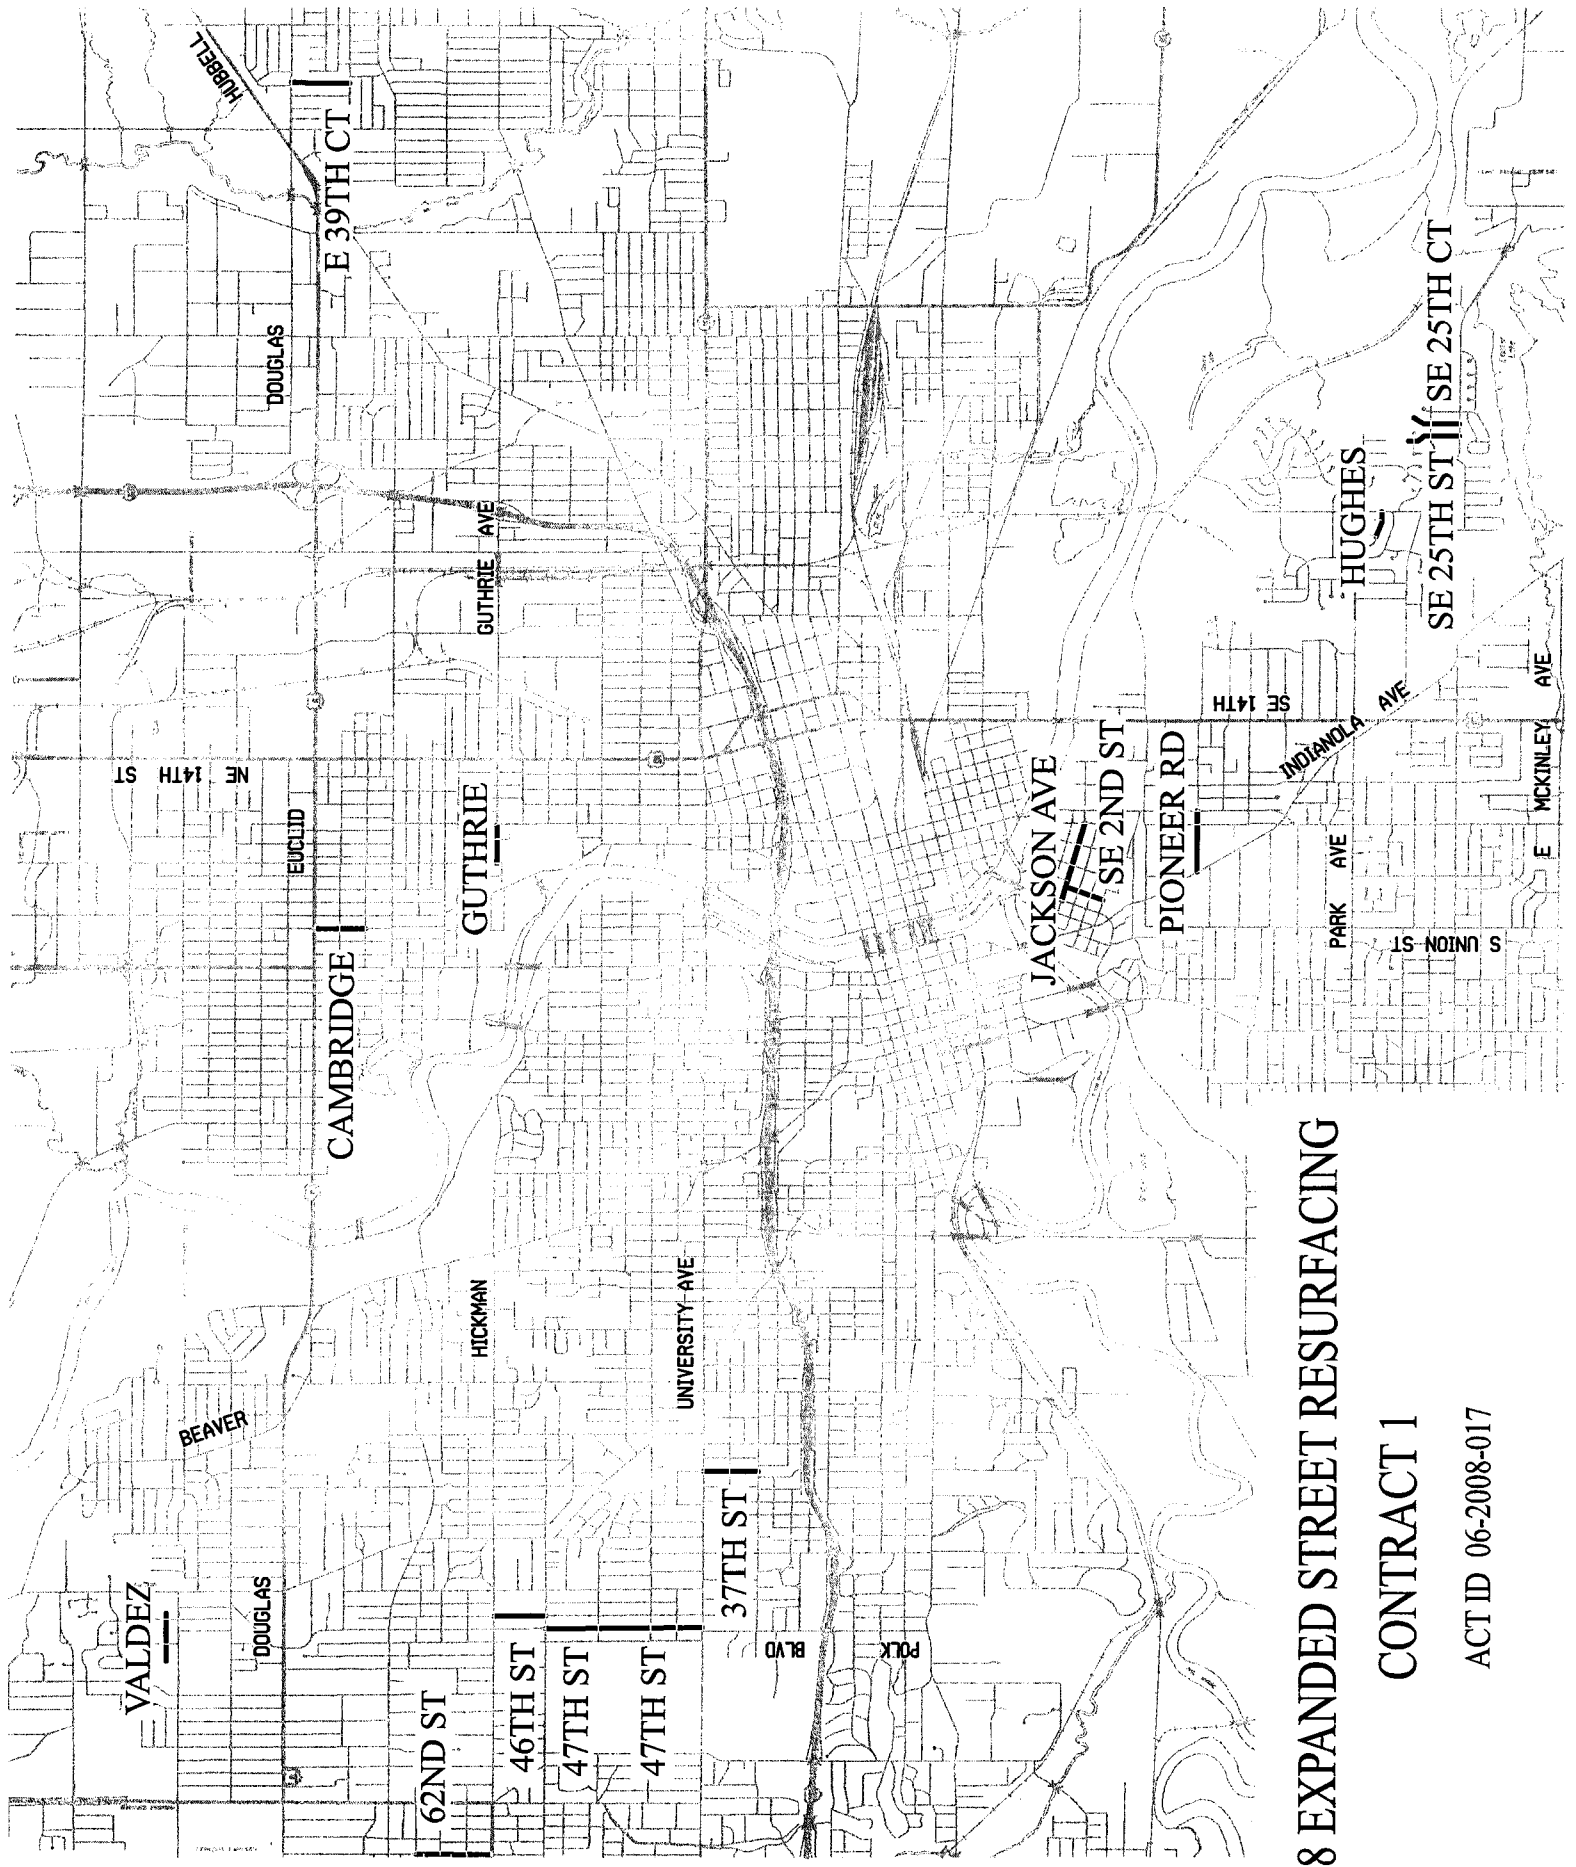 HUBBELL
E 39TH CT
DOUGLAS
GUTHRIE AVE
NE 14TH ST
EUCLID
GUTHRIE
CAMBRIDGE
HICKMAN
UNIVERSITY AVE
BEAVER
VALDEZ
DOUGLAS
62ND ST
46TH ST
47TH ST
47TH ST
37TH ST
POLK BLVD
JACKSON AVE
SE 2ND ST
PIONEER RD
SE 14TH
INDIANOLA AVE
PARK AVE
S UNION ST
E MCKINLEY AVE
HUGHES
SE 25TH ST
SE 25TH CT
8 EXPANDED STREET RESURFACING
CONTRACT 1
ACT ID 06-2008-017